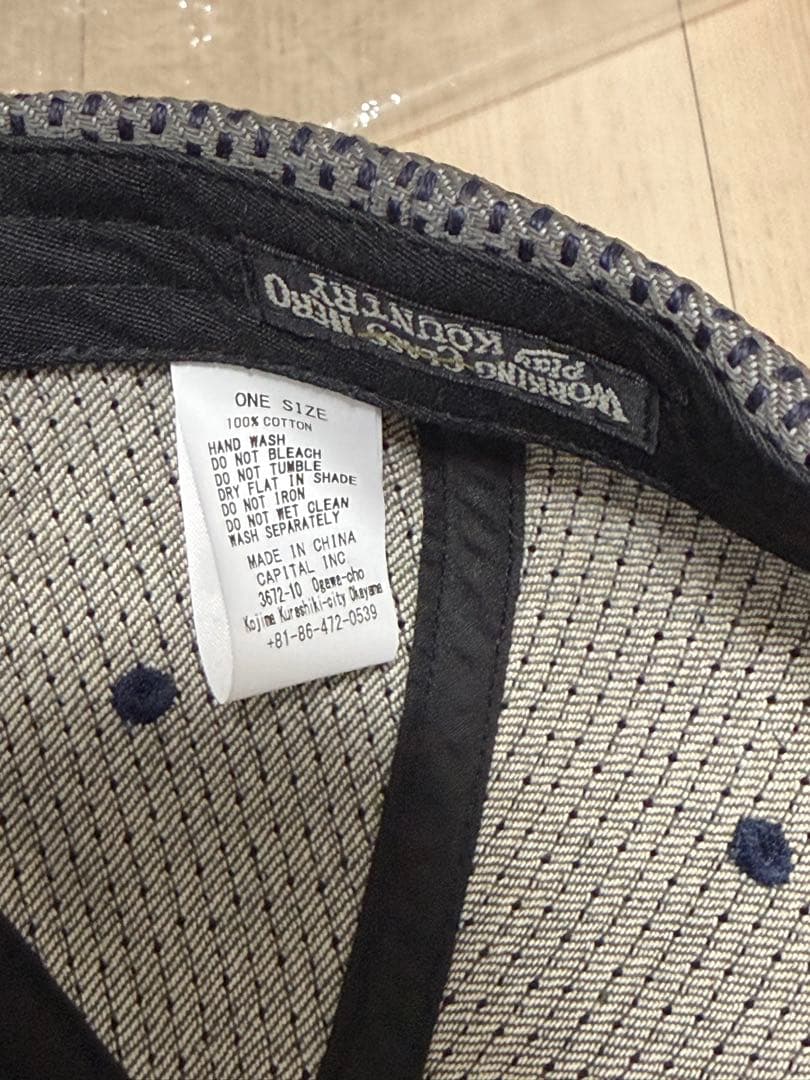 WORKING CLASS HERO
Play KOUNTRY
ONE SIZE
100% COTTON
HAND WASH
DO NOT BLEACH
DO NOT TUMBLE
DRY FLAT IN SHADE
DO NOT IRON
DO NOT WET CLEAN
WASH SEPARATELY
MADE IN CHINA
CAPITAL INC
3672-10 Ogawa-cho
Kojima Kurashiki-city Okayama
+81-86-472-0539